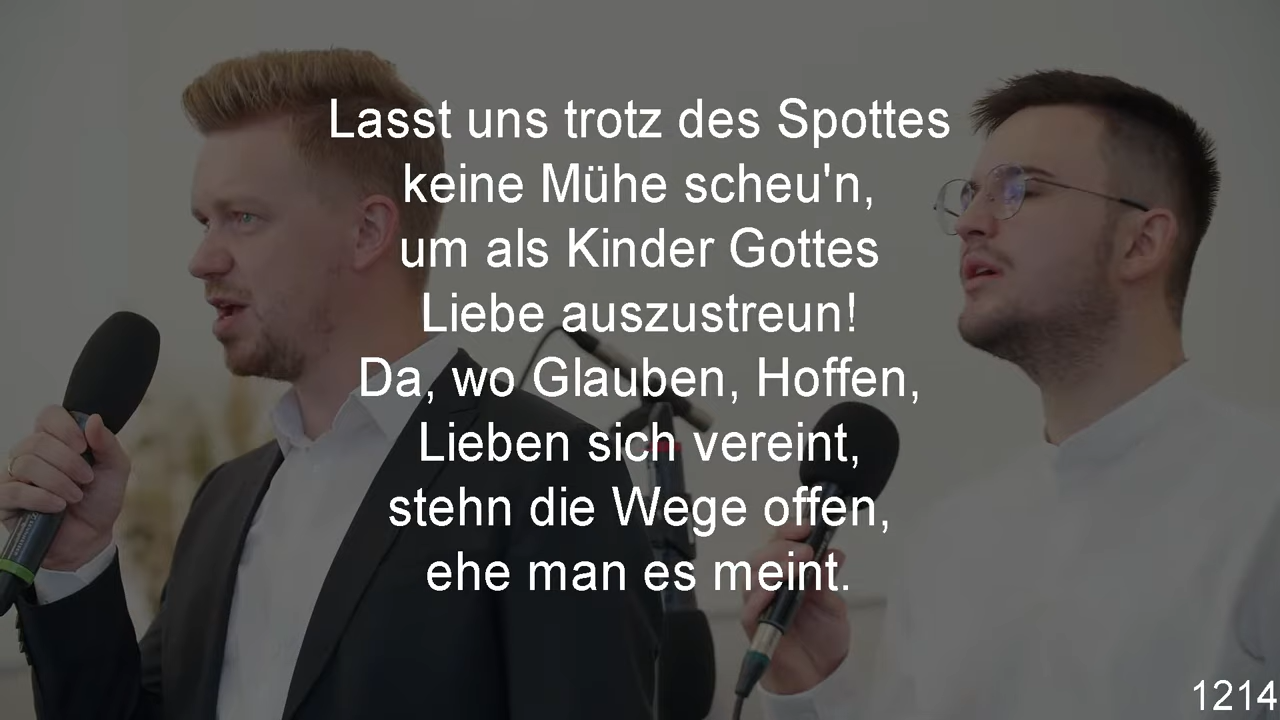 Lasst uns trotz des Spottes
keine Mühe scheu'n,
um als Kinder Gottes
Liebe auszustreun!
Da, wo Glauben, Hoffen,
Lieben sich vereint,
stehn die Wege offen,
ehe man es meint.
1214